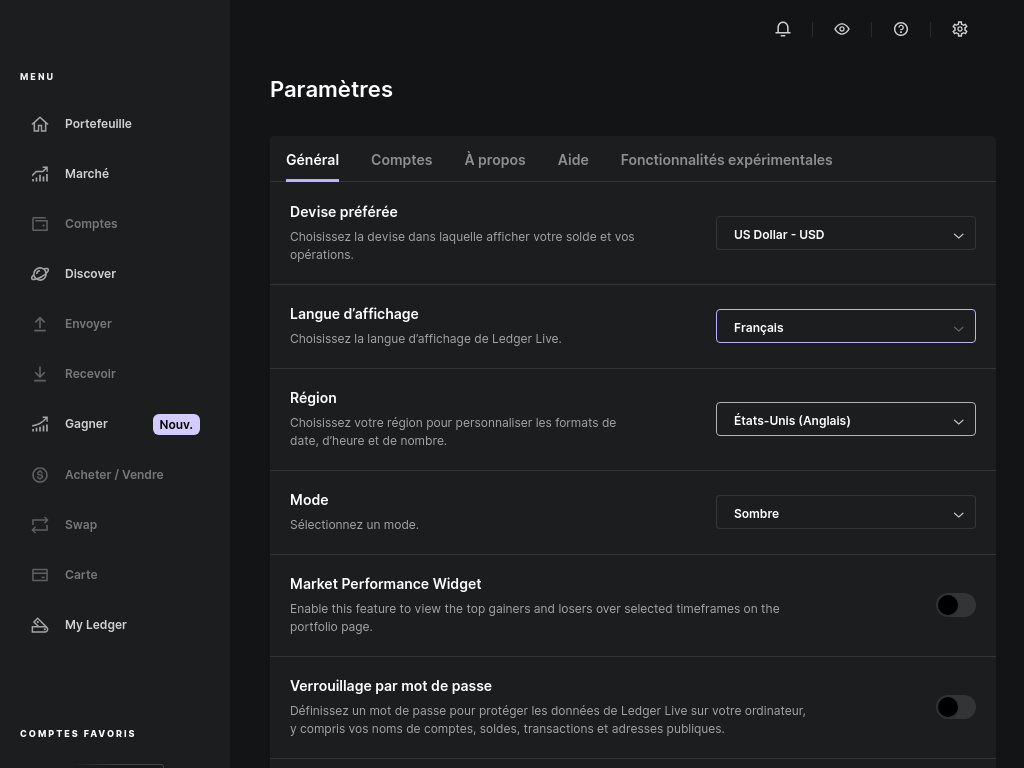 MENU
Portefeuille
Marché
Comptes
Discover
Envoyer
Recevoir
Gagner
Nouv.
Acheter / Vendre
Swap
Carte
My Ledger
COMPTES FAVORIS
Paramètres
Général
Comptes
À propos
Aide
Fonctionnalités expérimentales
Devise préférée
Choisissez la devise dans laquelle afficher votre solde et vos
opérations.
US Dollar - USD
Langue d’affichage
Choisissez la langue d’affichage de Ledger Live.
Français
Région
Choisissez votre région pour personnaliser les formats de
date, d’heure et de nombre.
États-Unis (Anglais)
Mode
Sélectionnez un mode.
Sombre
Market Performance Widget
Enable this feature to view the top gainers and losers over selected timeframes on the
portfolio page.
Verrouillage par mot de passe
Définissez un mot de passe pour protéger les données de Ledger Live sur votre ordinateur,
y compris vos noms de comptes, soldes, transactions et adresses publiques.